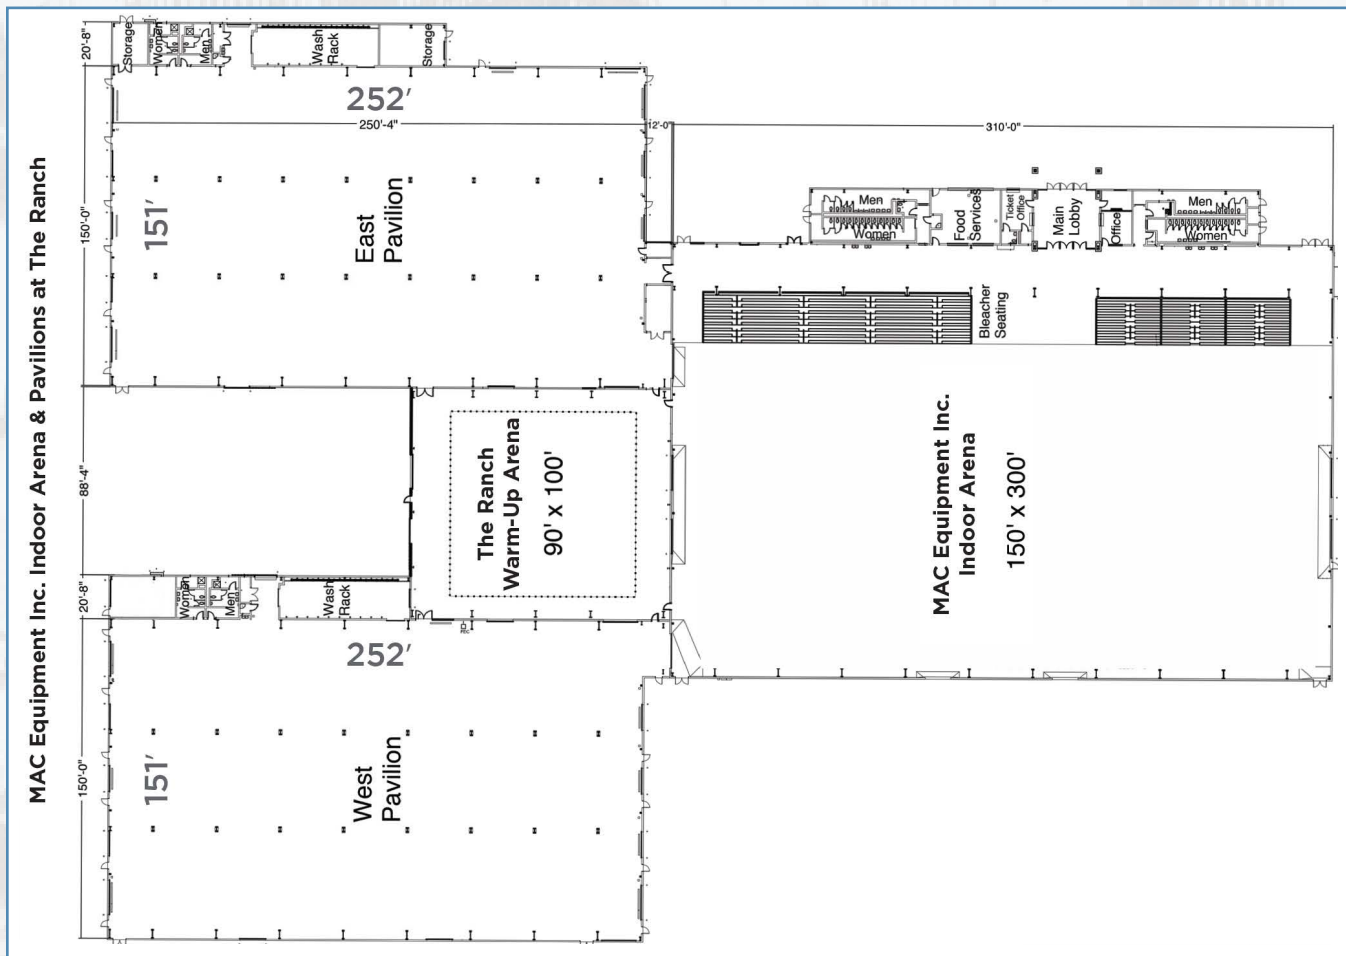 MAC Equipment Inc. Indoor Arena & Pavilions at The Ranch
20'-8"
Storage
Women
Men
Wash
Rack
Storage
252'
250'-4"
12'-0"
310'-0"
150'-0"
151'
East
Pavilion
Men
Women
Food
Services
Ticket
Office
Main
Lobby
Office
Men
Women
Bleacher
Seating
88'-4"
The Ranch
Warm-Up Arena
90' x 100'
MAC Equipment Inc.
Indoor Arena
150' x 300'
20'-8"
Women
Men
Wash
Rack
252'
150'-0"
151'
West
Pavilion